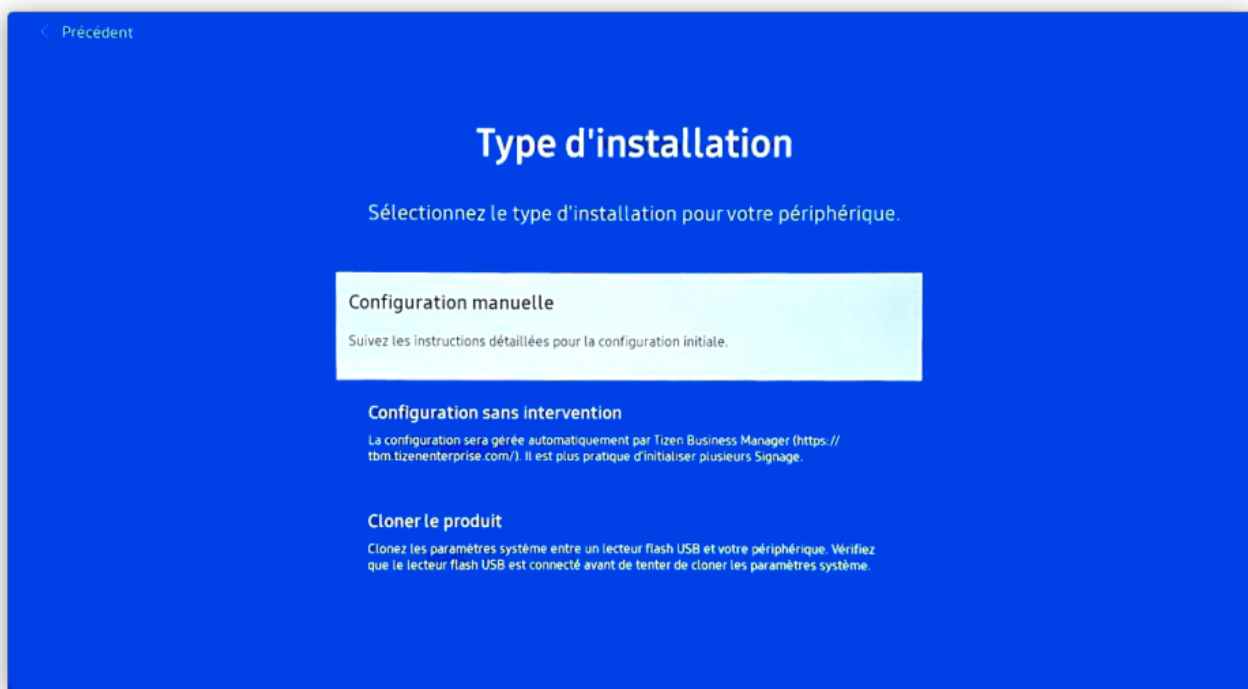 Précédent
Type d'installation
Sélectionnez le type d'installation pour votre périphérique.
Configuration manuelle
Suivez les instructions détaillées pour la configuration initiale.
Configuration sans intervention
La configuration sera gérée automatiquement par Tizen Business Manager (https://
tbm.tizenenterprise.com/). Il est plus pratique d'initialiser plusieurs Signage.
Cloner le produit
Clonez les paramètres système entre un lecteur flash USB et votre périphérique. Vérifiez
que le lecteur flash USB est connecté avant de tenter de cloner les paramètres système.